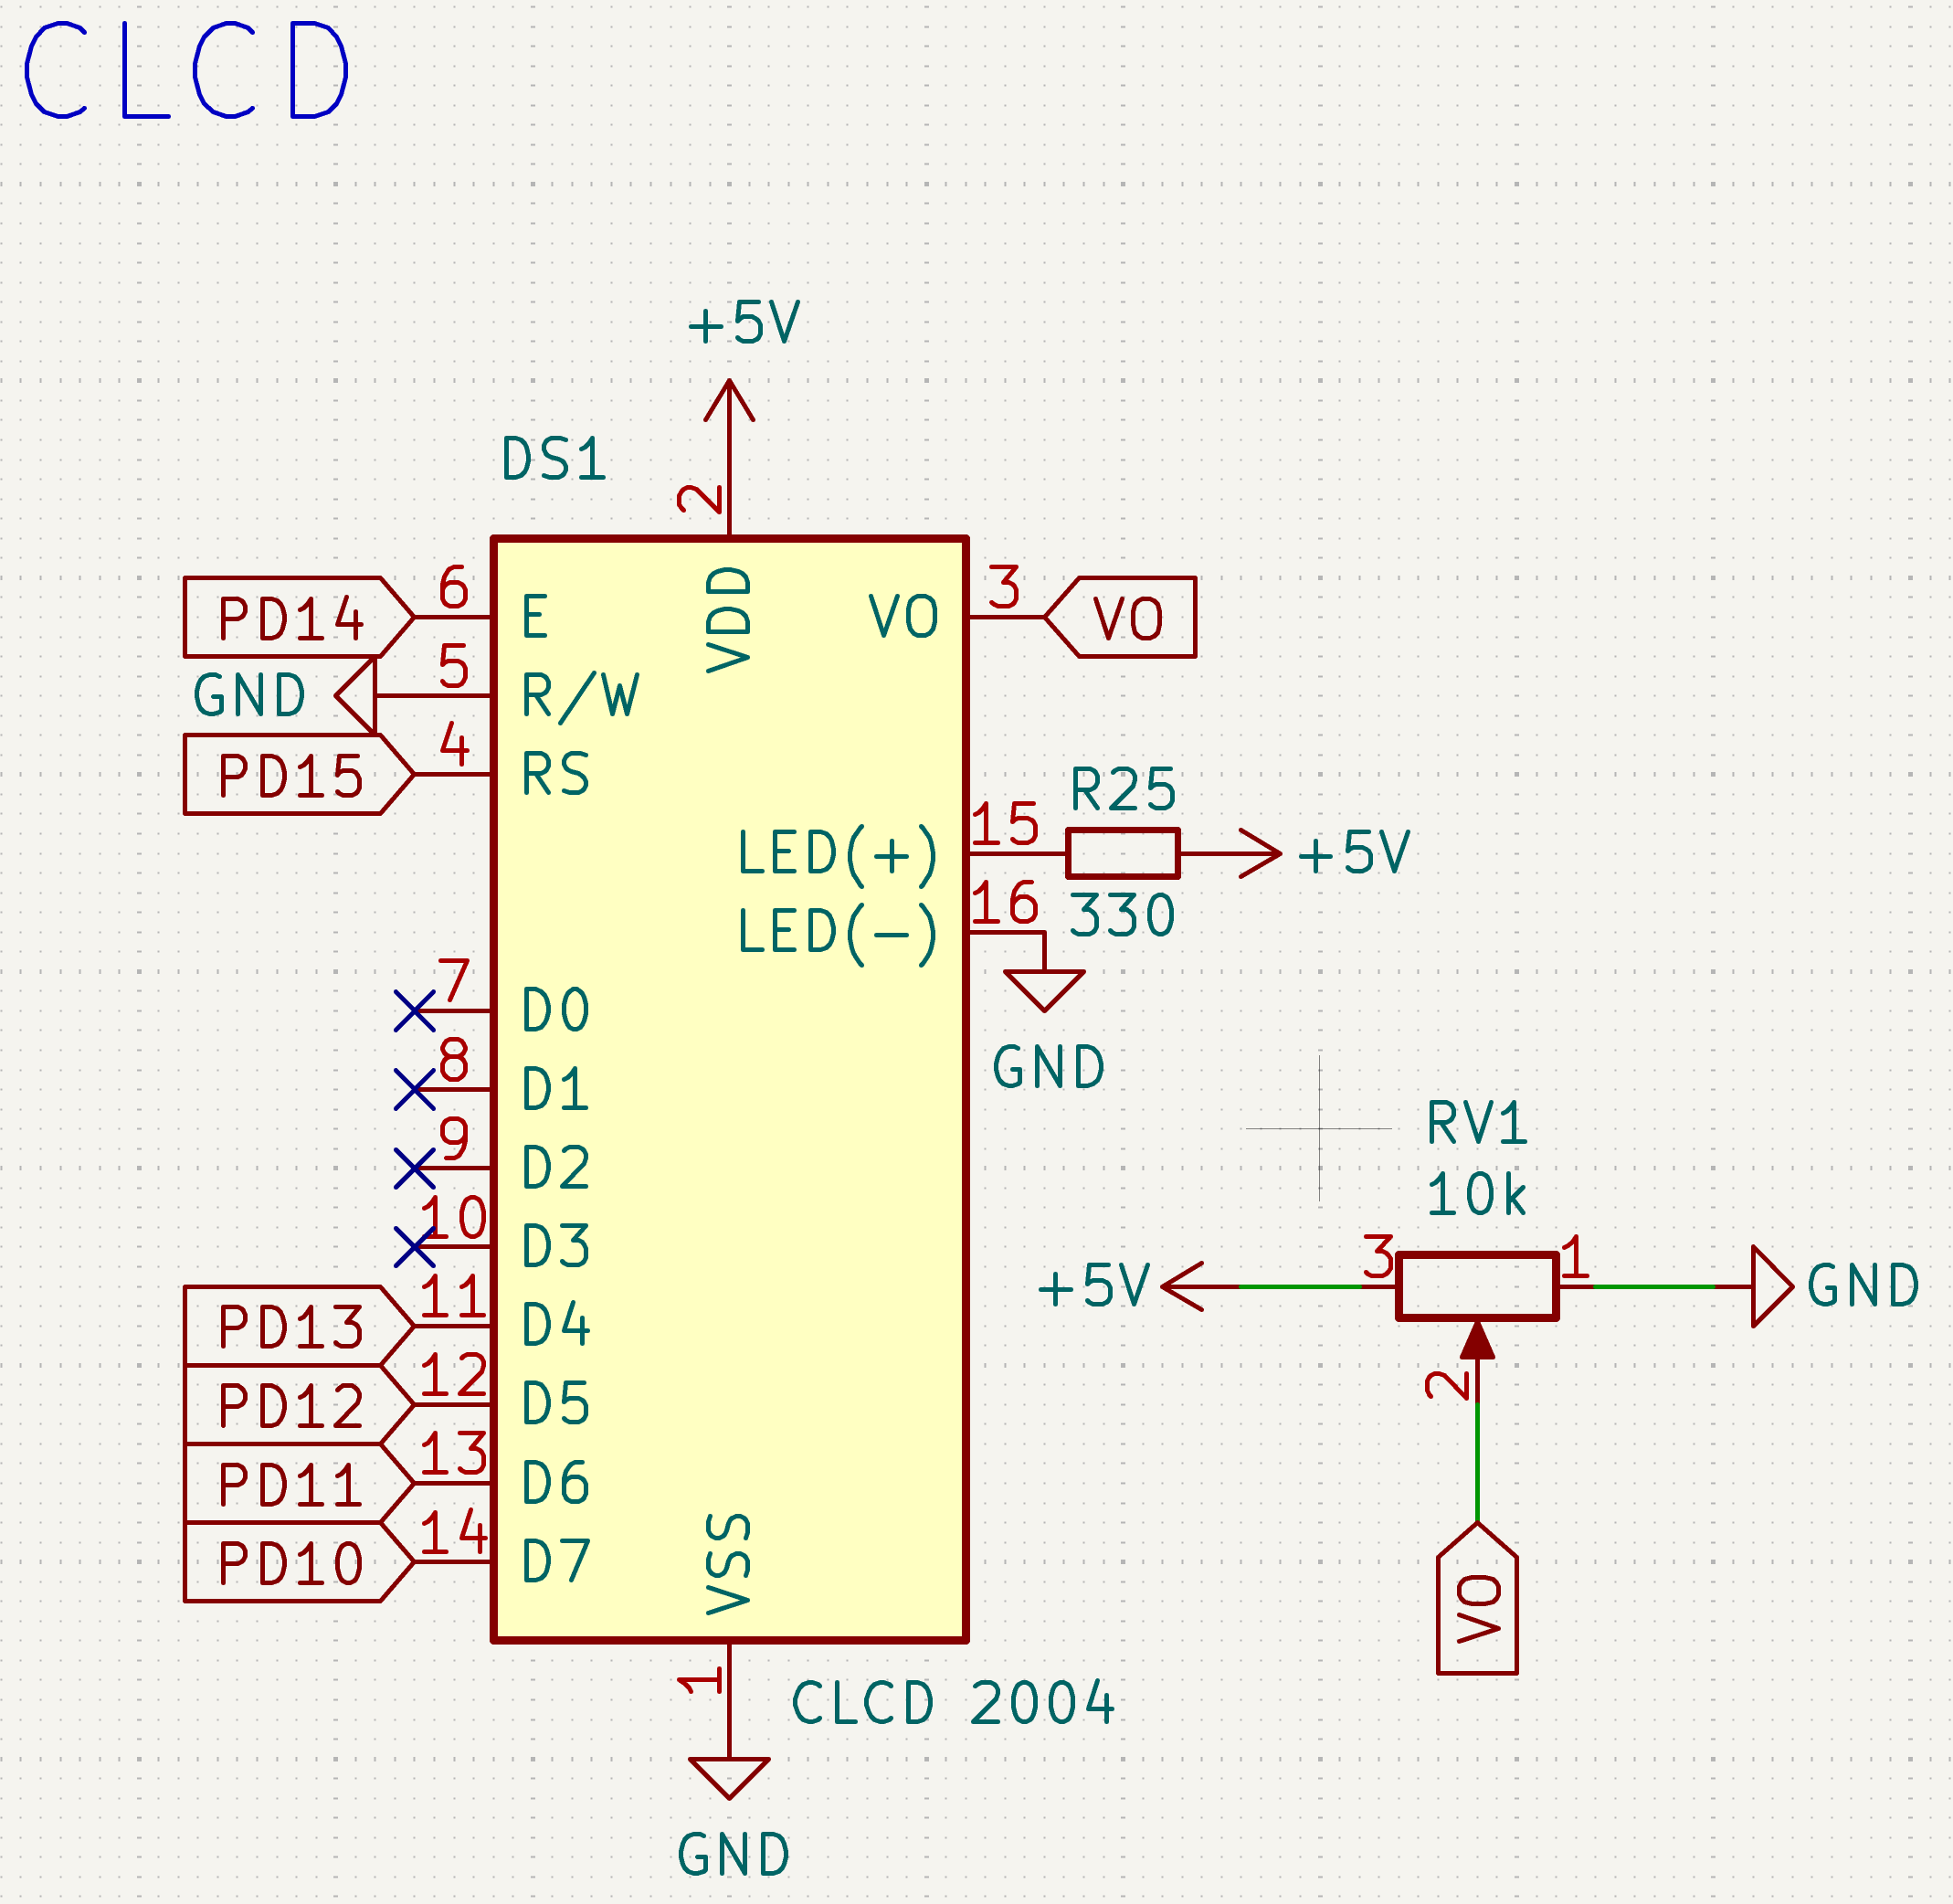 CLCD
+5V
DS1
2
PD14 6 E VDD VO 3 VO
GND 5 R/W
PD15 4 RS
R25
LED(+) 15 +5V
LED(-) 16 330
GND
7 D0
8 D1
9 D2
10 D3
RV1
10k
+5V 3 1 GND
2
VO
PD13 11 D4
PD12 12 D5
PD11 13 D6
PD10 14 D7
VSS
1
CLCD 2004
GND